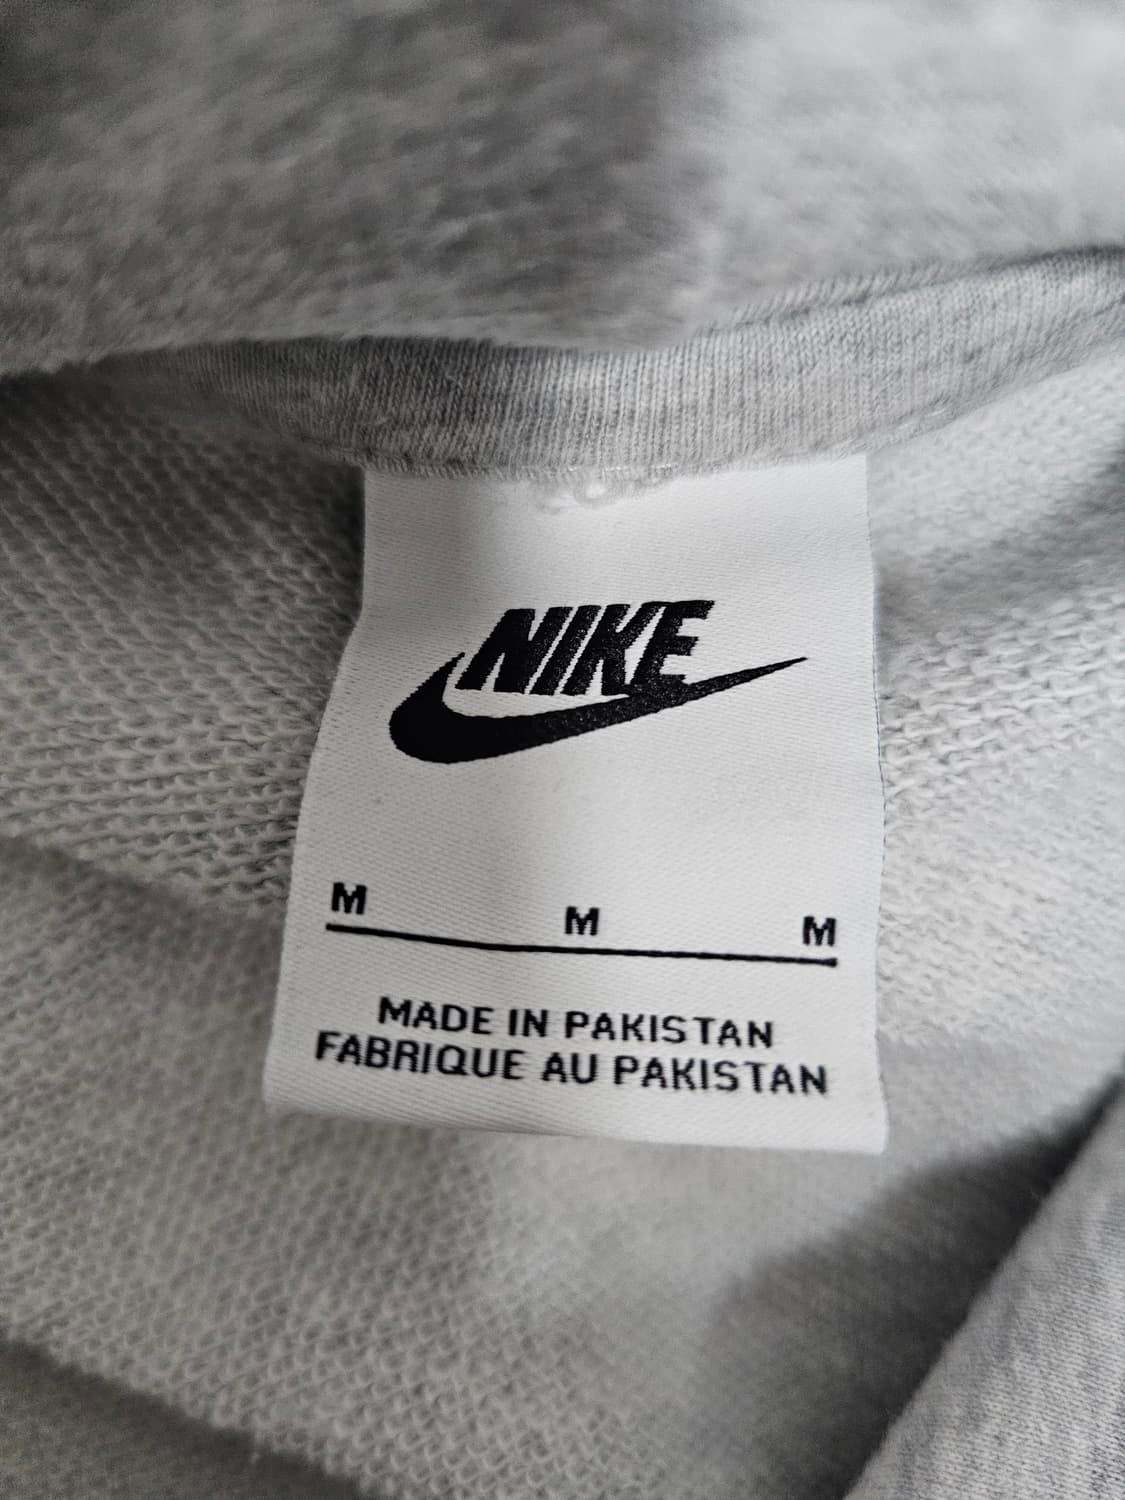 NIKE
M M M
MADE IN PAKISTAN
FABRIQUE AU PAKISTAN